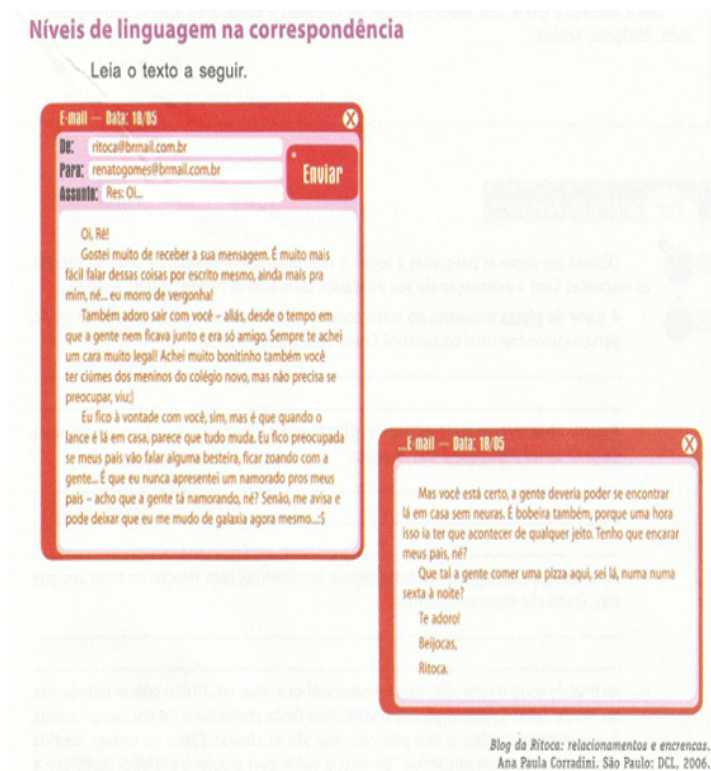 Níveis de linguagem na correspondência
Leia o texto a seguir.
E-mail — Data: 18/05
De: ritoca@brmail.com.br
Para: renatogomes@brmail.com.br
Assunto: Res: Oi...
Enviar
Oi, Rê!
Gostei muito de receber a sua mensagem. É muito mais
fácil falar dessas coisas por escrito mesmo, ainda mais pra
mim, né... eu morro de vergonha!
Também adoro sair com você – aliás, desde o tempo em
que a gente nem ficava junto e era só amigo. Sempre te achei
um cara muito legal! Achei muito bonitinho também você
ter ciúmes dos meninos do colégio novo, mas não precisa se
preocupar, viu;)
Eu fico à vontade com você, sim, mas é que quando o
lance é lá em casa, parece que tudo muda. Eu fico preocupada
se meus pais vão falar alguma besteira, ficar zoando com a
gente... É que eu nunca apresentei um namorado pros meus
pais – acho que a gente tá namorando, né? Senão, me avisa e
pode deixar que eu me mudo de galaxia agora mesmo...:S
...E-mail — Data: 18/05
Mas você está certo, a gente deveria poder se encontrar
lá em casa sem neuras. É bobeira também, porque uma hora
isso ia ter que acontecer de qualquer jeito. Tenho que encarar
meus pais, né?
Que tal a gente comer uma pizza aqui, sei lá, numa numa
sexta à noite?
Te adoro!
Beijocas,
Ritoca.
Blog da Ritoca: relacionamentos e encrencas.
Ana Paula Corradini. São Paulo: DCL, 2006.